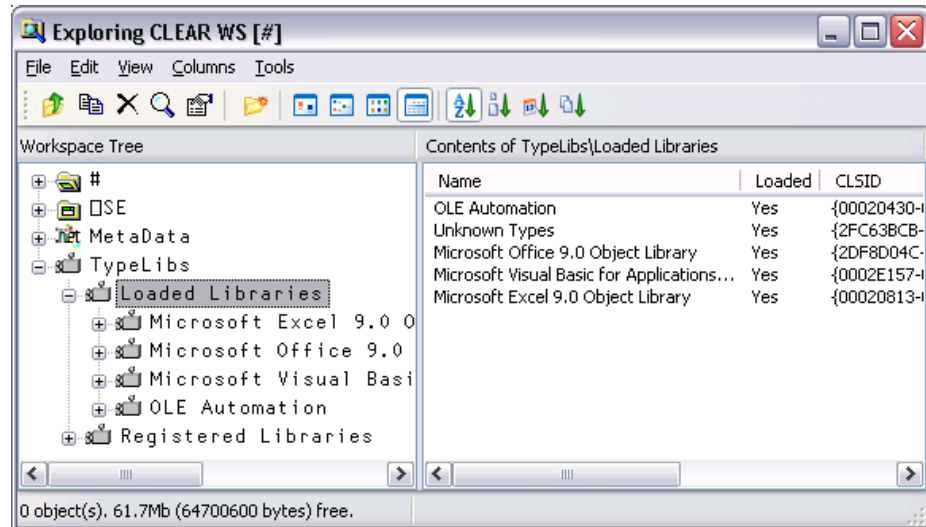 Exploring CLEAR WS [#]
File Edit View Columns Tools
Workspace Tree
Contents of TypeLibs\Loaded Libraries
#
⎕SE
MetaData
TypeLibs
Loaded Libraries
Microsoft Excel 9.0 O
Microsoft Office 9.0
Microsoft Visual Basi
OLE Automation
Registered Libraries
Name Loaded CLSID
OLE Automation Yes {00020430-
Unknown Types Yes {2FC63BCB-
Microsoft Office 9.0 Object Library Yes {2DF8D04C-
Microsoft Visual Basic for Applications... Yes {0002E157-
Microsoft Excel 9.0 Object Library Yes {00020813-
0 object(s). 61.7Mb (64700600 bytes) free.